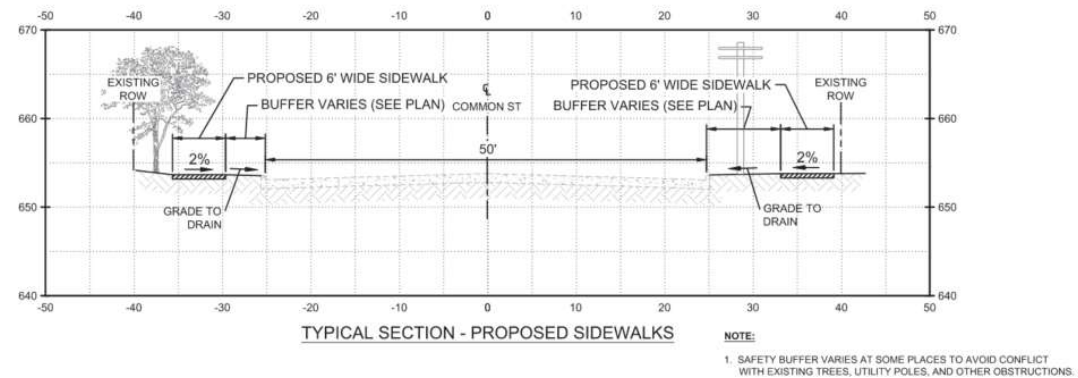 -50 -40 -30 -20 -10 0 10 20 30 40 50
670 670
EXISTING ROW
PROPOSED 6' WIDE SIDEWALK
BUFFER VARIES (SEE PLAN)
℄
COMMON ST
PROPOSED 6' WIDE SIDEWALK
BUFFER VARIES (SEE PLAN)
EXISTING ROW
660 660
2% 50' 2%
GRADE TO DRAIN
GRADE TO DRAIN
650 650
640 640
-50 -40 -30 -20 -10 0 10 20 30 40 50
TYPICAL SECTION - PROPOSED SIDEWALKS
NOTE:
1. SAFETY BUFFER VARIES AT SOME PLACES TO AVOID CONFLICT
WITH EXISTING TREES, UTILITY POLES, AND OTHER OBSTRUCTIONS.